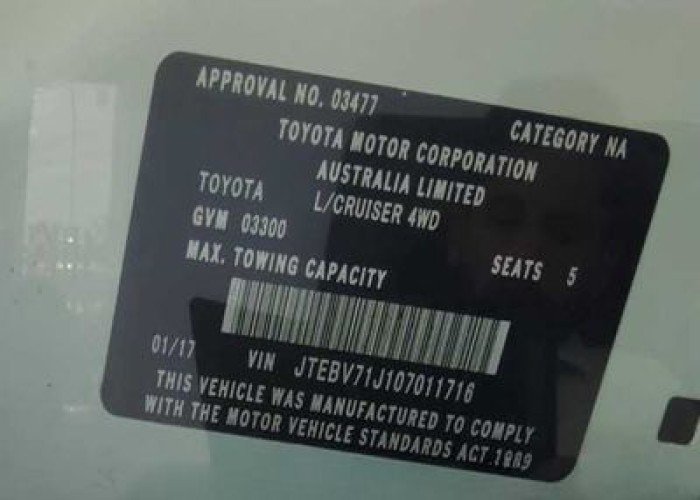 APPROVAL NO. 03477
CATEGORY NA
TOYOTA MOTOR CORPORATION
AUSTRALIA LIMITED
TOYOTA L/CRUISER 4WD
GVM 03300
SEATS 5
MAX. TOWING CAPACITY
01/17
VIN JTEBV71J107011716
THIS VEHICLE WAS MANUFACTURED TO COMPLY
WITH THE MOTOR VEHICLE STANDARDS ACT 1989